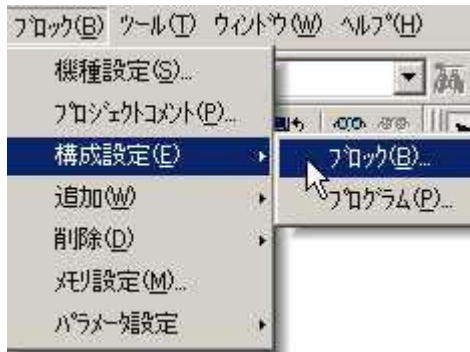 ﾌﾞﾛｯｸ(B) ﾂｰﾙ(T) ｳｨﾝﾄﾞｳ(W) ﾍﾙﾌﾟ(H)
機種設定(S)...
ﾌﾟﾛｼﾞｪｸﾄｺﾒﾝﾄ(P)...
構成設定(E)
ﾌﾞﾛｯｸ(B)...
ﾌﾟﾛｸﾞﾗﾑ(P)...
追加(W)
削除(D)
ﾒﾓﾘ設定(M)...
ﾊﾟﾗﾒｰﾀ設定